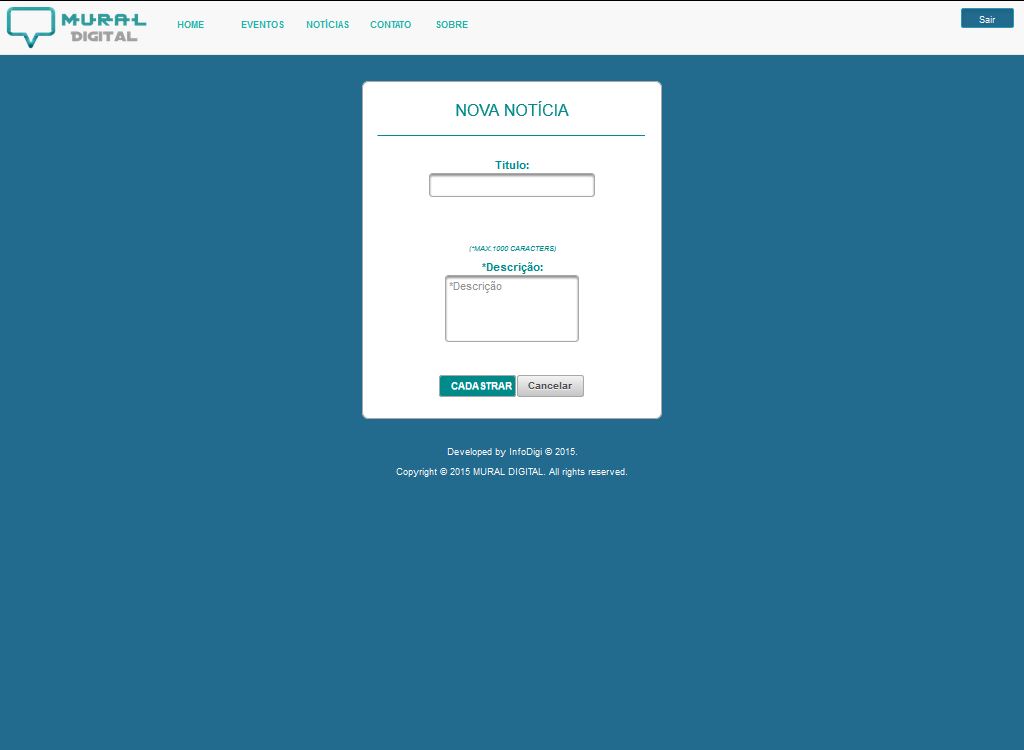 MURAL
DIGITAL
HOME
EVENTOS
NOTÍCIAS
CONTATO
SOBRE
Sair
NOVA NOTÍCIA
Titulo:
(*MAX:1000 CARACTERS)
*Descrição:
*Descrição
CADASTRAR
Cancelar
Developed by InfoDigi © 2015.
Copyright © 2015 MURAL DIGITAL. All rights reserved.